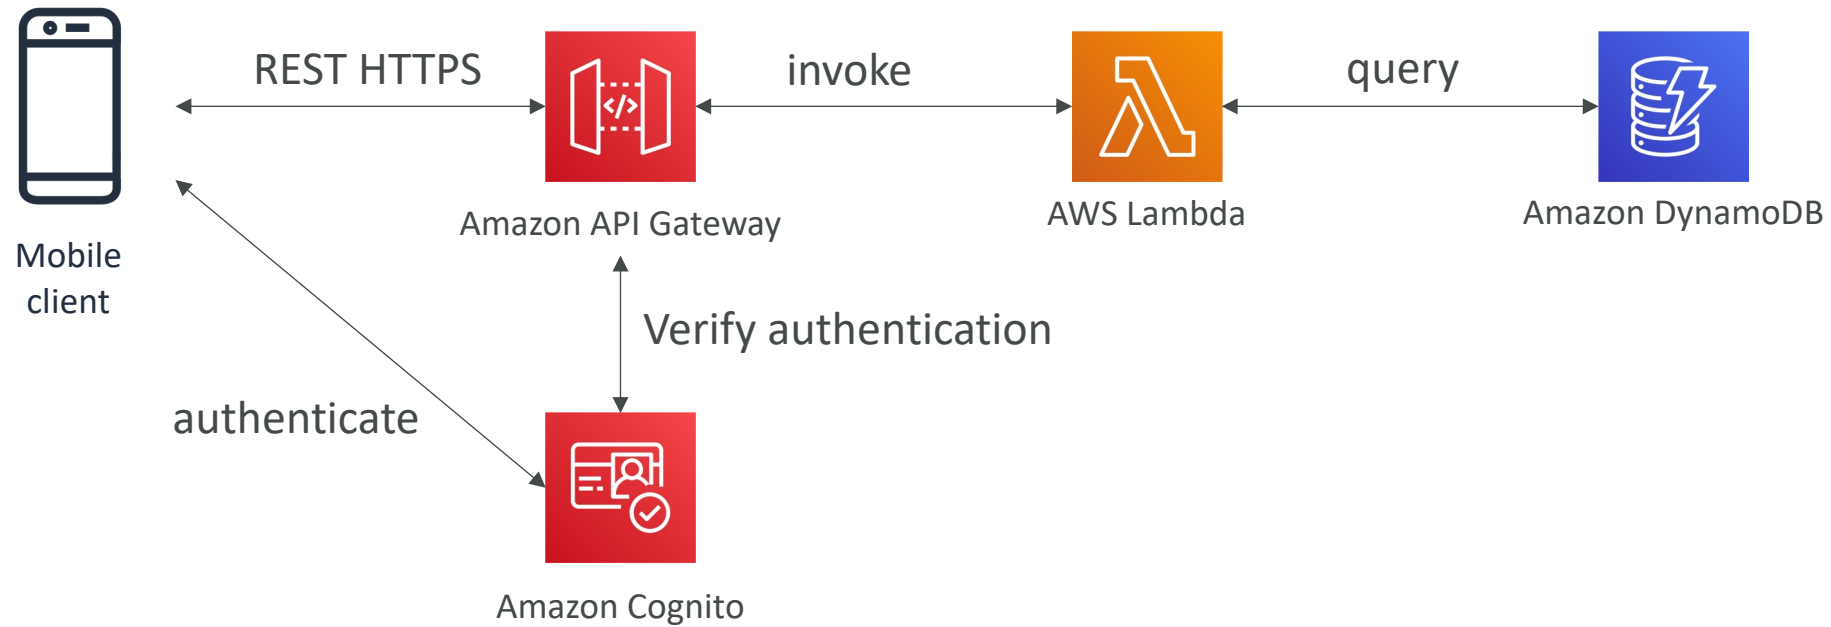 REST HTTPS
invoke
query
</>
Amazon API Gateway
AWS Lambda
Amazon DynamoDB
Mobile
client
Verify authentication
authenticate
Amazon Cognito